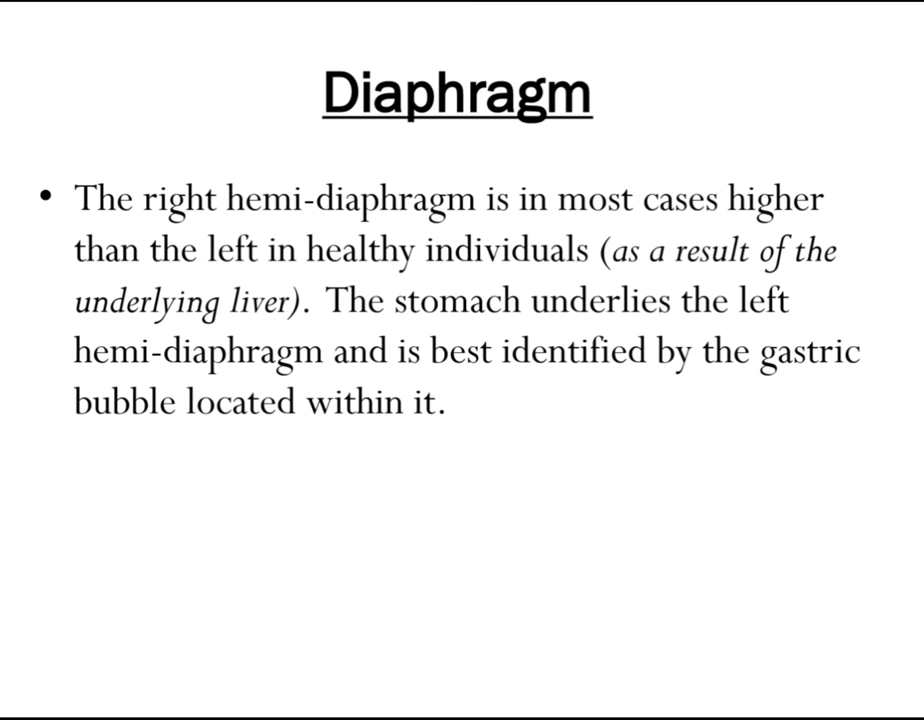 Diaphragm
• The right hemi-diaphragm is in most cases higher
than the left in healthy individuals (as a result of the
underlying liver). The stomach underlies the left
hemi-diaphragm and is best identified by the gastric
bubble located within it.